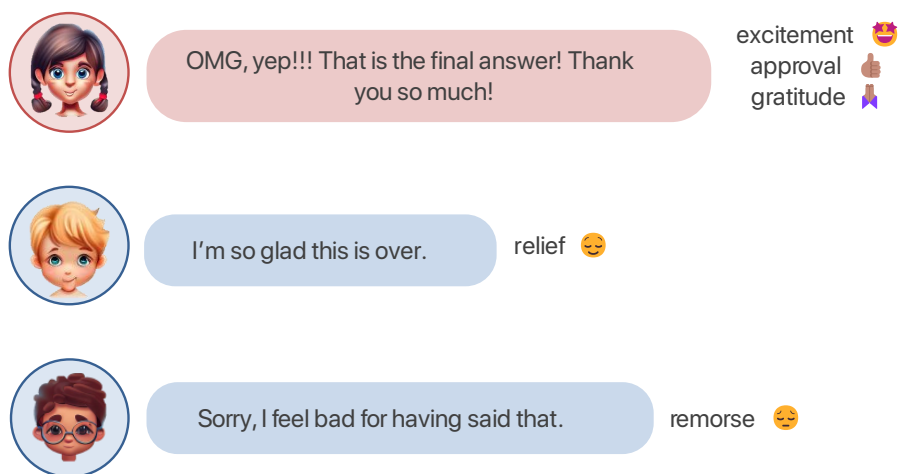 OMG, yep!!! That is the final answer! Thank
you so much!
excitement 🤩
approval 👍🏽
gratitude 🙏🏽
I’m so glad this is over.
relief 😌
Sorry, I feel bad for having said that.
remorse 😔